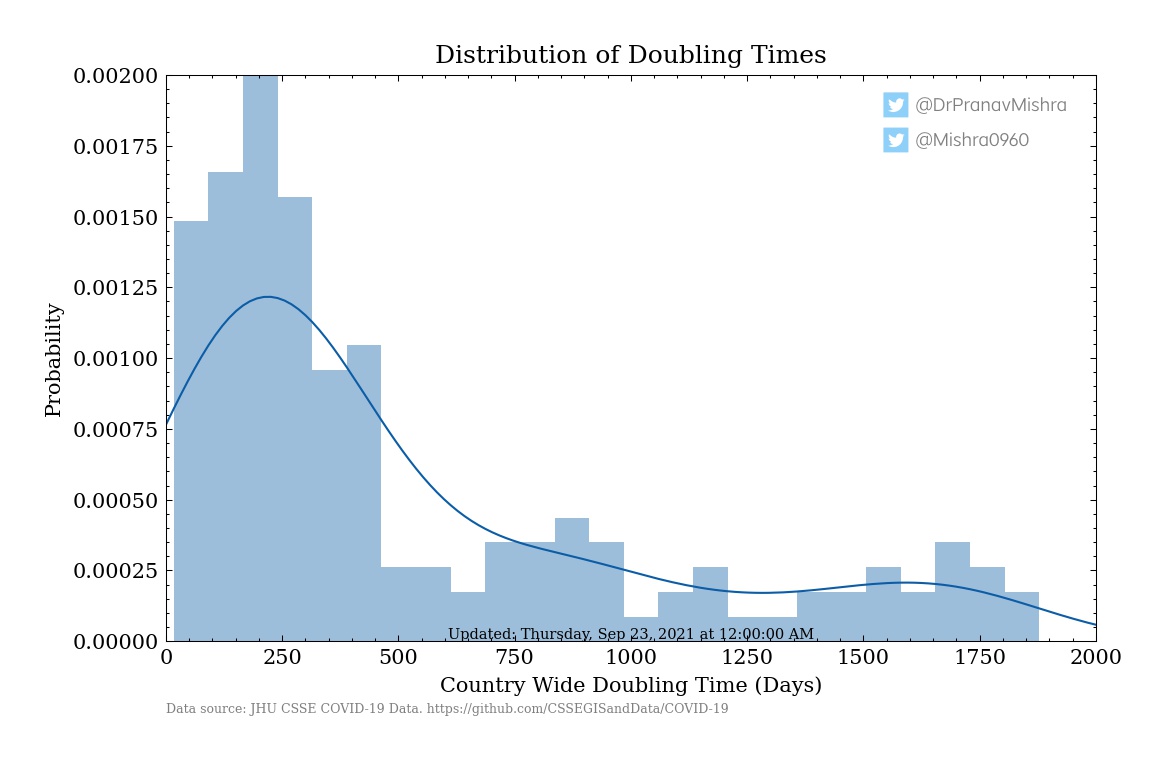 Distribution of Doubling Times
@DrPranavMishra
@Mishra0960
0.00200
0.00175
0.00150
0.00125
0.00100
0.00075
0.00050
0.00025
0.00000
Probability
Updated: Thursday, Sep 23, 2021 at 12:00:00 AM
0 250 500 750 1000 1250 1500 1750 2000
Country Wide Doubling Time (Days)
Data source: JHU CSSE COVID-19 Data. https://github.com/CSSEGISandData/COVID-19